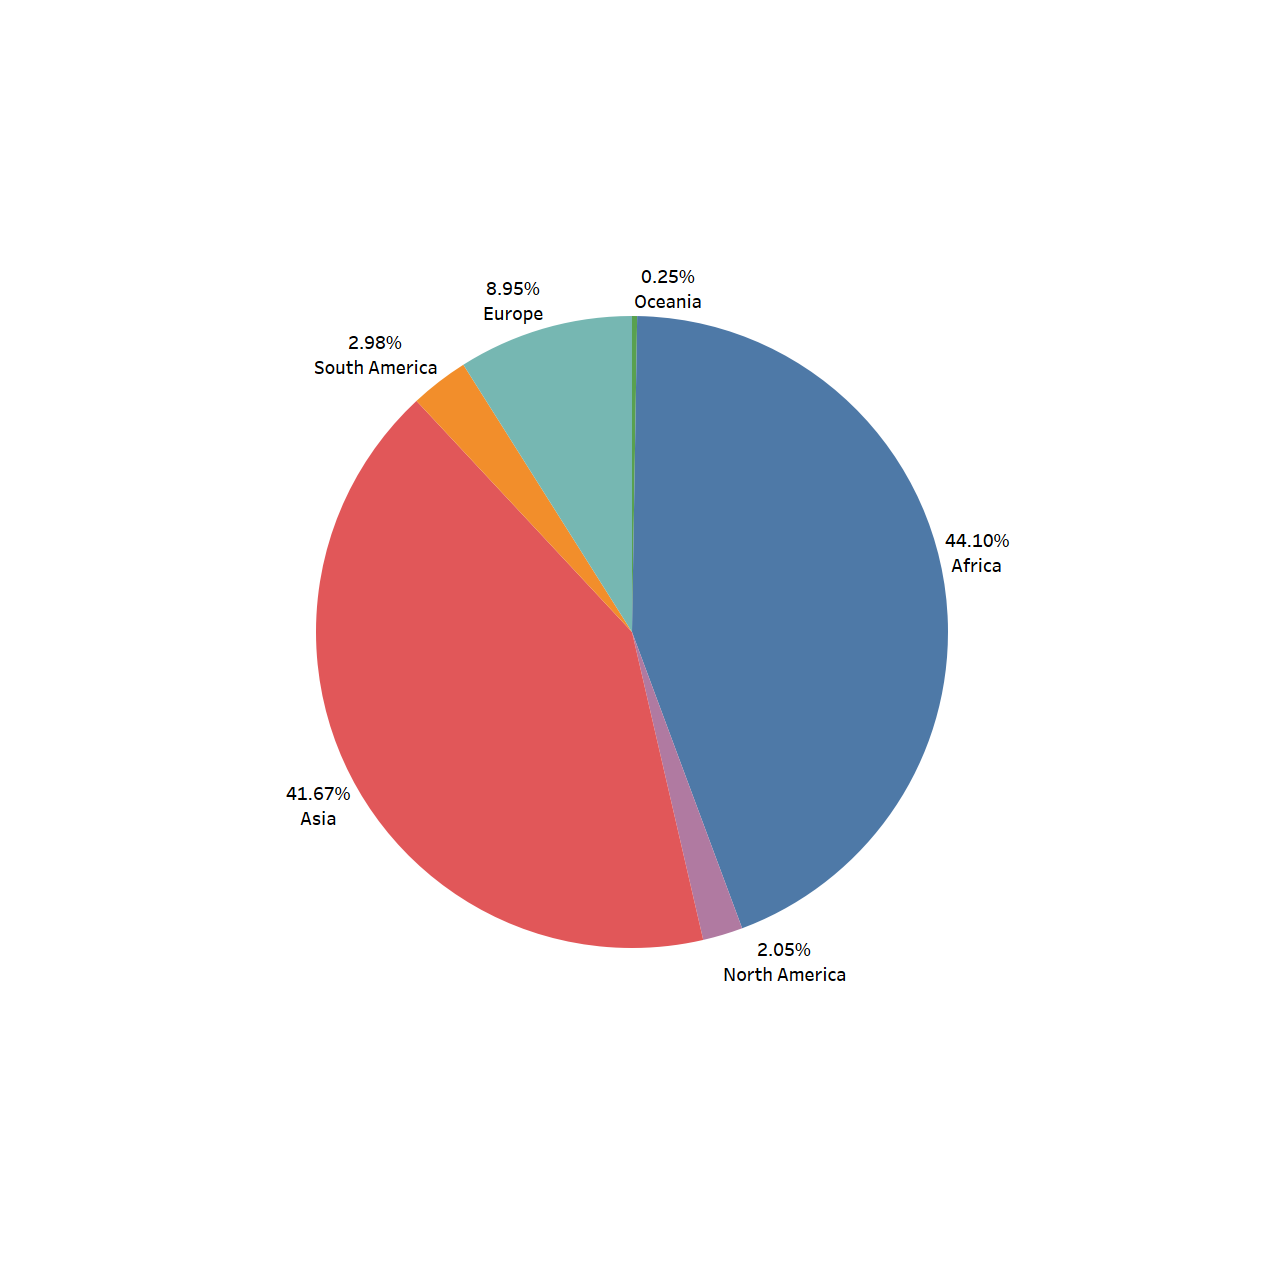 0.25%
Oceania
8.95%
Europe
2.98%
South America
44.10%
Africa
41.67%
Asia
2.05%
North America